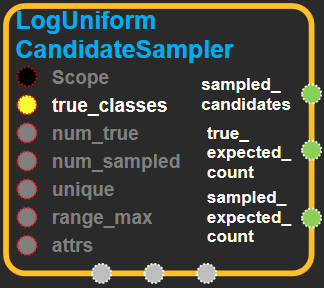 LogUniform
CandidateSampler
Scope
true_classes
num_true
num_sampled
unique
range_max
attrs
sampled_
candidates
true_
expected_
count
sampled_
expected_
count